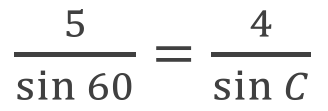 5/sin 60 = 4/sin C